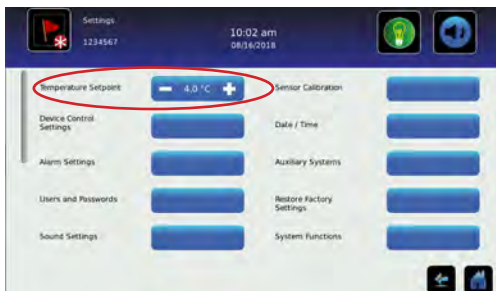 Settings
1234567
10:02 am
08/16/2018
Temperature Setpoint
4.0 °C
Sensor Calibration
Device Control
Settings
Date / Time
Alarm Settings
Auxiliary Systems
Users and Passwords
Restore Factory
Settings
Sound Settings
System Functions